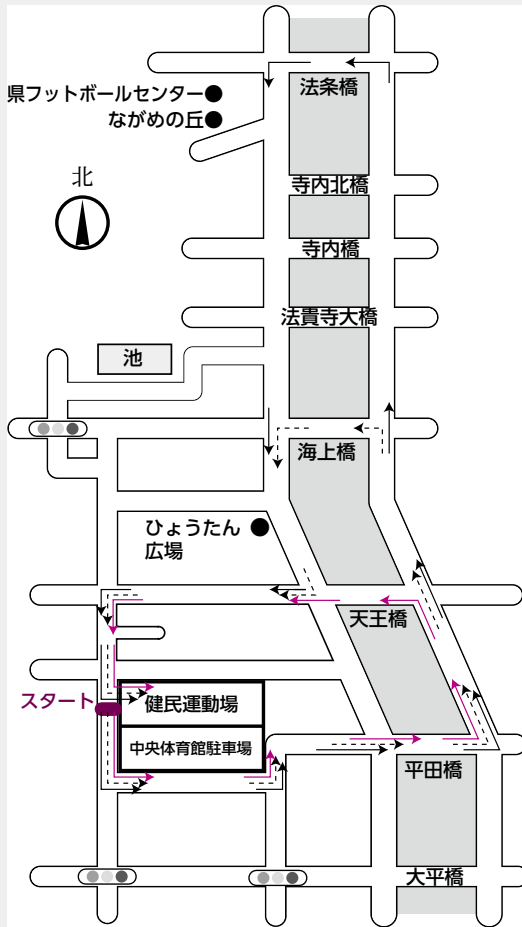 法条橋
県フットボールセンター●
ながめの丘●
北
寺内北橋
寺内橋
法貴寺大橋
池
海上橋
ひょうたん
広場
天王橋
スタート
健民運動場
中央体育館駐車場
平田橋
大平橋